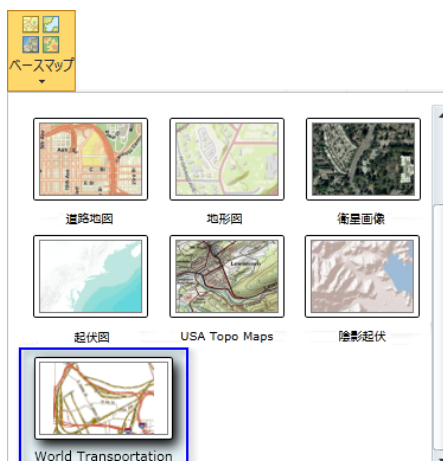 ベースマップ
道路地図
地形図
衛星画像
起伏図
USA Topo Maps
陰影起伏
World Transportation